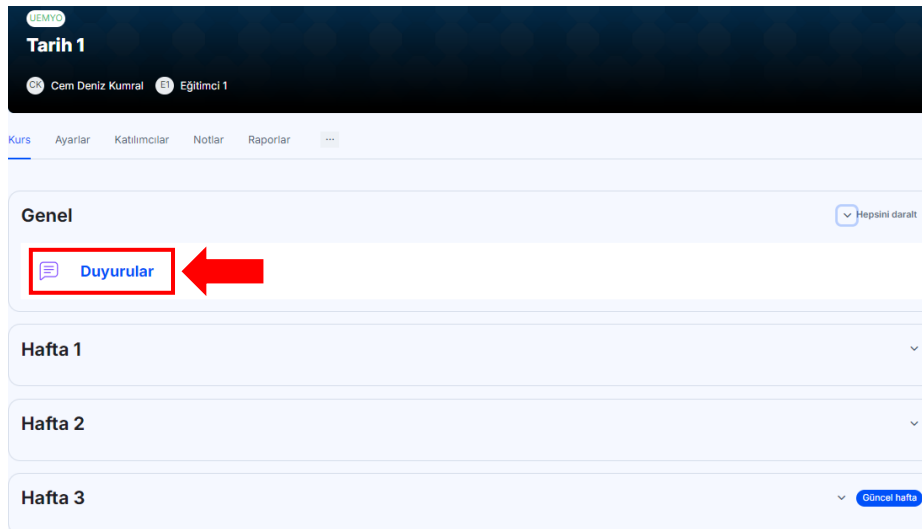 UEMYO
Tarih 1
CK Cem Deniz Kumral E1 Eğitimci 1
Kurs Ayarlar Katılımcılar Notlar Raporlar ...
Genel
Hepsini daralt
Duyurular
Hafta 1
Hafta 2
Hafta 3
Güncel hafta